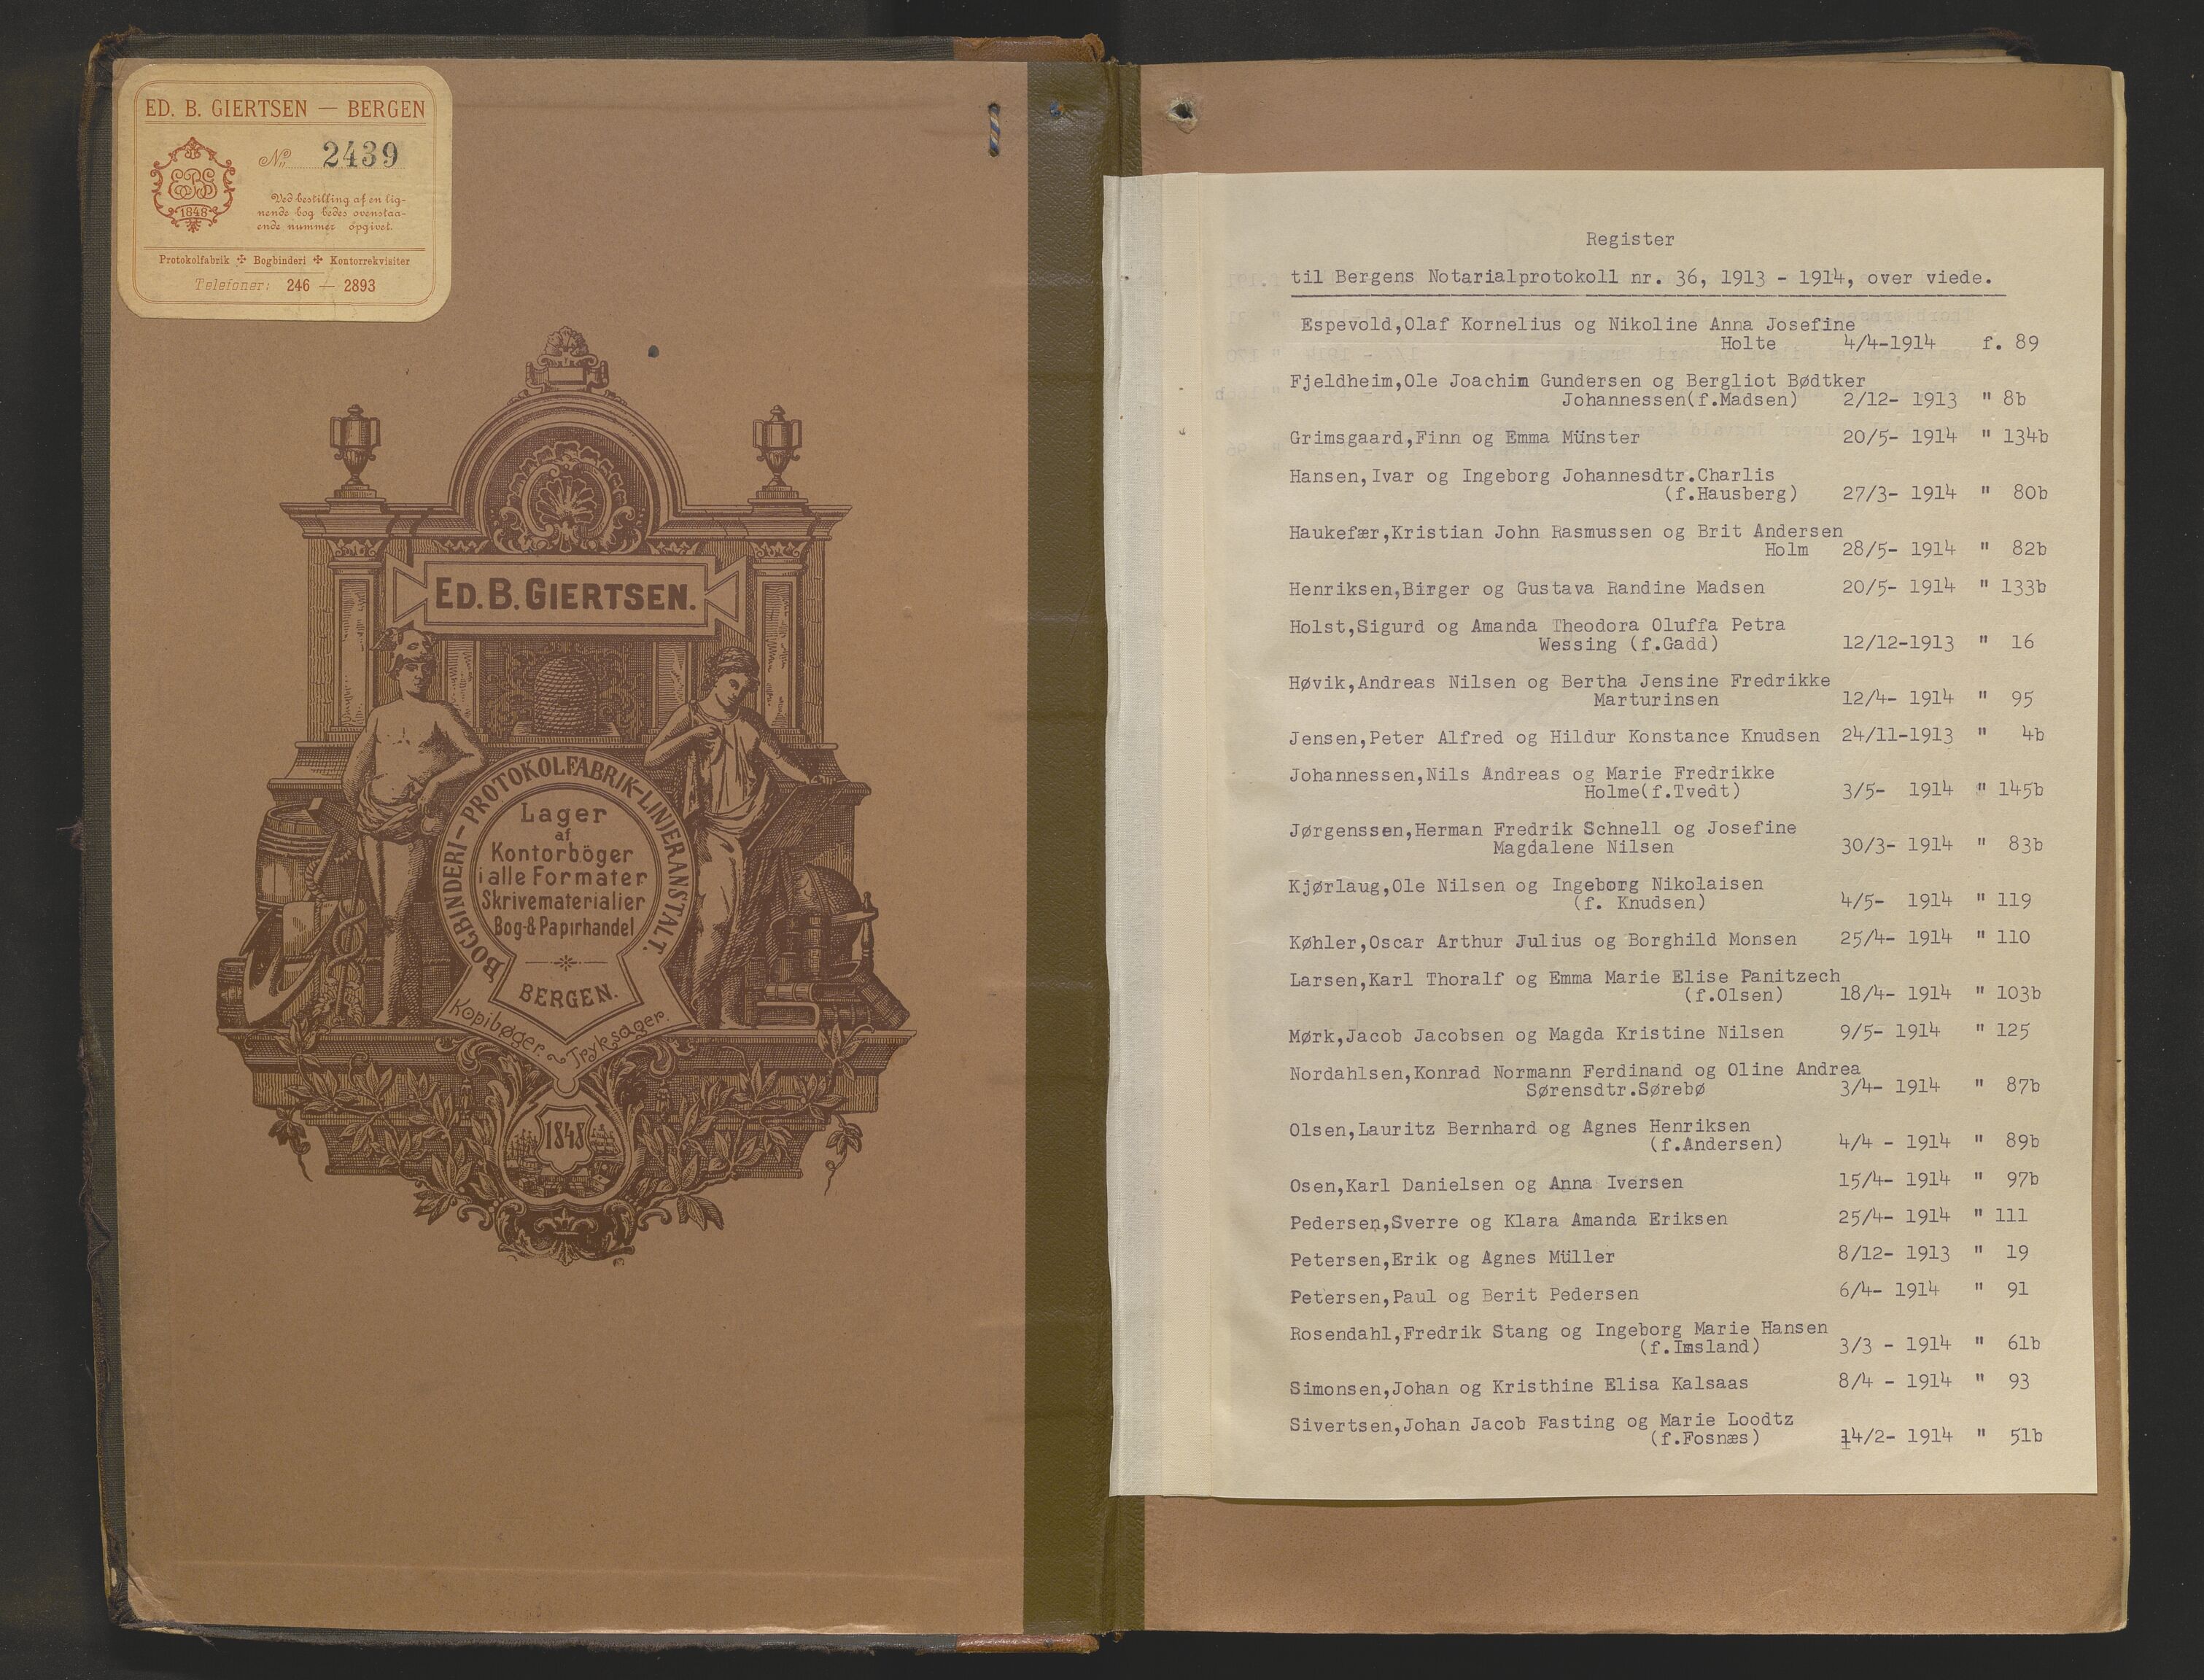 ED. B. GIERTSEN — BERGEN
No. 2439
EBG
1848
Ved bestilling af en lig-
nende bog bedes ovenstaa-
ende nummer opgivet.
Protokolfabrik ✣ Bogbinderi ✣ Kontorrekvisiter
Telefoner: 246 — 2893
ED. B. GIERTSEN.
BOGBINDERI-PROTOKOLFABRIK-LINJERANSTALT.
Lager
af
Kontorböger
i alle Formater
Skrivematerialier
Bog-& Papirhandel
BERGEN.
Kopibøger. ~ Tryksager.
1848
Register
til Bergens Notarialprotokoll nr. 36, 1913 - 1914, over viede.
Espevold,Olaf Kornelius og Nikoline Anna Josefine
Holte 4/4-1914 f. 89
Fjeldheim,Ole Joachim Gundersen og Bergliot Bødtker
Johannessen(f.Madsen) 2/12- 1913 " 8b
Grimsgaard,Finn og Emma Münster 20/5- 1914 " 134b
Hansen,Ivar og Ingeborg Johannesdtr.Charlis
(f.Hausberg) 27/3- 1914 " 80b
Haukefær,Kristian John Rasmussen og Brit Andersen
Holm 28/5- 1914 " 82b
Henriksen,Birger og Gustava Randine Madsen 20/5- 1914 " 133b
Holst,Sigurd og Amanda Theodora Oluffa Petra
Wessing (f.Gadd) 12/12-1913 " 16
Høvik,Andreas Nilsen og Bertha Jensine Fredrikke
Marturinsen 12/4- 1914 " 95
Jensen,Peter Alfred og Hildur Konstance Knudsen 24/11-1913 " 4b
Johannessen,Nils Andreas og Marie Fredrikke
Holme(f.Tvedt) 3/5- 1914 " 145b
Jørgenssen,Herman Fredrik Schnell og Josefine
Magdalene Nilsen 30/3- 1914 " 83b
Kjørlaug,Ole Nilsen og Ingeborg Nikolaisen
(f. Knudsen) 4/5- 1914 " 119
Køhler,Oscar Arthur Julius og Borghild Monsen 25/4- 1914 " 110
Larsen,Karl Thoralf og Emma Marie Elise Panitzech
(f.Olsen) 18/4- 1914 " 103b
Mørk,Jacob Jacobsen og Magda Kristine Nilsen 9/5- 1914 " 125
Nordahlsen,Konrad Normann Ferdinand og Oline Andrea
Sørensdtr.Sørebø 3/4- 1914 " 87b
Olsen,Lauritz Bernhard og Agnes Henriksen
(f.Andersen) 4/4 - 1914 " 89b
Osen,Karl Danielsen og Anna Iversen 15/4- 1914 " 97b
Pedersen,Sverre og Klara Amanda Eriksen 25/4- 1914 " 111
Petersen,Erik og Agnes Müller 8/12- 1913 " 19
Petersen,Paul og Berit Pedersen 6/4- 1914 " 91
Rosendahl,Fredrik Stang og Ingeborg Marie Hansen
(f.Imsland) 3/3 - 1914 " 61b
Simonsen,Johan og Kristhine Elisa Kalsaas 8/4 - 1914 " 93
Sivertsen,Johan Jacob Fasting og Marie Loodtz
(f.Fosnæs) 14/2- 1914 " 51b